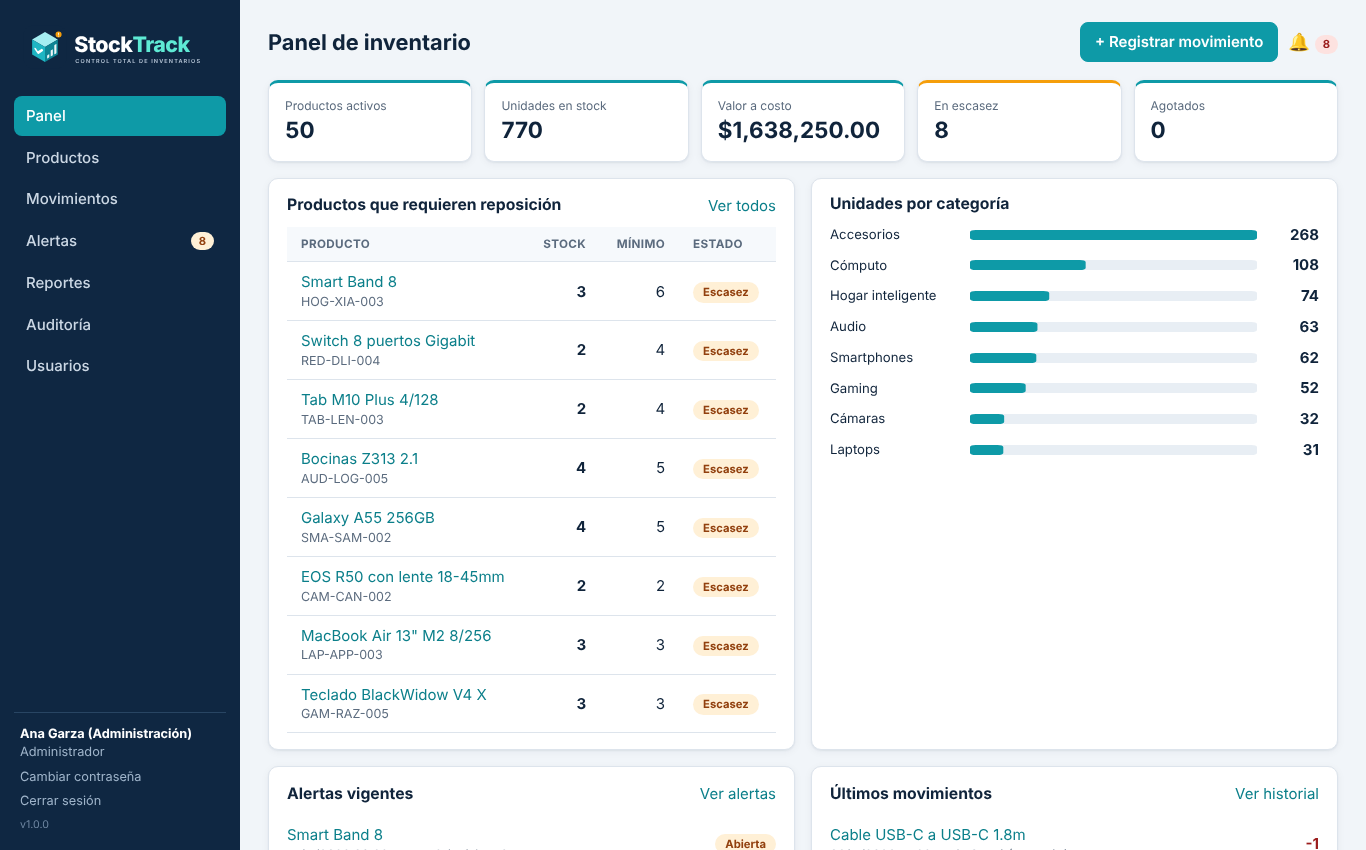 StockTrack
CONTROL TOTAL DE INVENTARIOS
Panel
Productos
Movimientos
Alertas 8
Reportes
Auditoría
Usuarios
Ana Garza (Administración)
Administrador
Cambiar contraseña
Cerrar sesión
v1.0.0
Panel de inventario
+ Registrar movimiento
8
Productos activos
50
Unidades en stock
770
Valor a costo
$1,638,250.00
En escasez
8
Agotados
0
Productos que requieren reposición Ver todos
PRODUCTO STOCK MÍNIMO ESTADO
Smart Band 8
HOG-XIA-003
3 6 Escasez
Switch 8 puertos Gigabit
RED-DLI-004
2 4 Escasez
Tab M10 Plus 4/128
TAB-LEN-003
2 4 Escasez
Bocinas Z313 2.1
AUD-LOG-005
4 5 Escasez
Galaxy A55 256GB
SMA-SAM-002
4 5 Escasez
EOS R50 con lente 18-45mm
CAM-CAN-002
2 2 Escasez
MacBook Air 13" M2 8/256
LAP-APP-003
3 3 Escasez
Teclado BlackWidow V4 X
GAM-RAZ-005
3 3 Escasez
Unidades por categoría
Accesorios 268
Cómputo 108
Hogar inteligente 74
Audio 63
Smartphones 62
Gaming 52
Cámaras 32
Laptops 31
Alertas vigentes Ver alertas
Smart Band 8
Abierta
Últimos movimientos Ver historial
Cable USB-C a USB-C 1.8m
-1